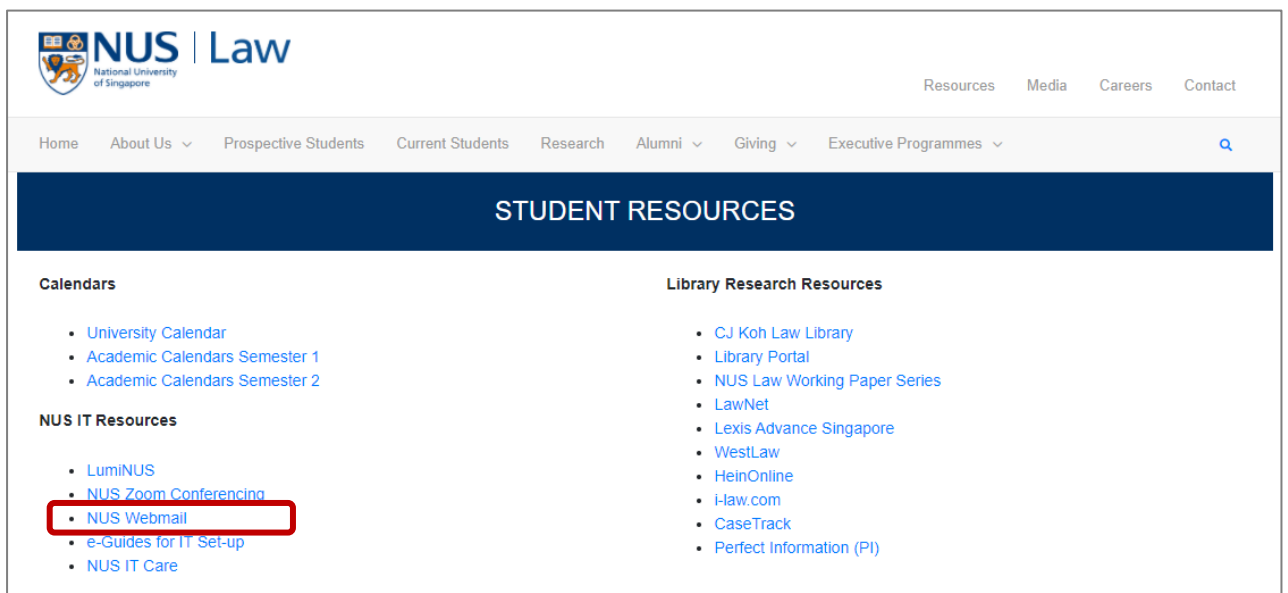 NUS | Law
National University
of Singapore
Resources Media Careers Contact
Home About Us Prospective Students Current Students Research Alumni Giving Executive Programmes
STUDENT RESOURCES
Calendars
University Calendar
Academic Calendars Semester 1
Academic Calendars Semester 2
NUS IT Resources
LumiNUS
NUS Zoom Conferencing
NUS Webmail
e-Guides for IT Set-up
NUS IT Care
Library Research Resources
CJ Koh Law Library
Library Portal
NUS Law Working Paper Series
LawNet
Lexis Advance Singapore
WestLaw
HeinOnline
i-law.com
CaseTrack
Perfect Information (PI)